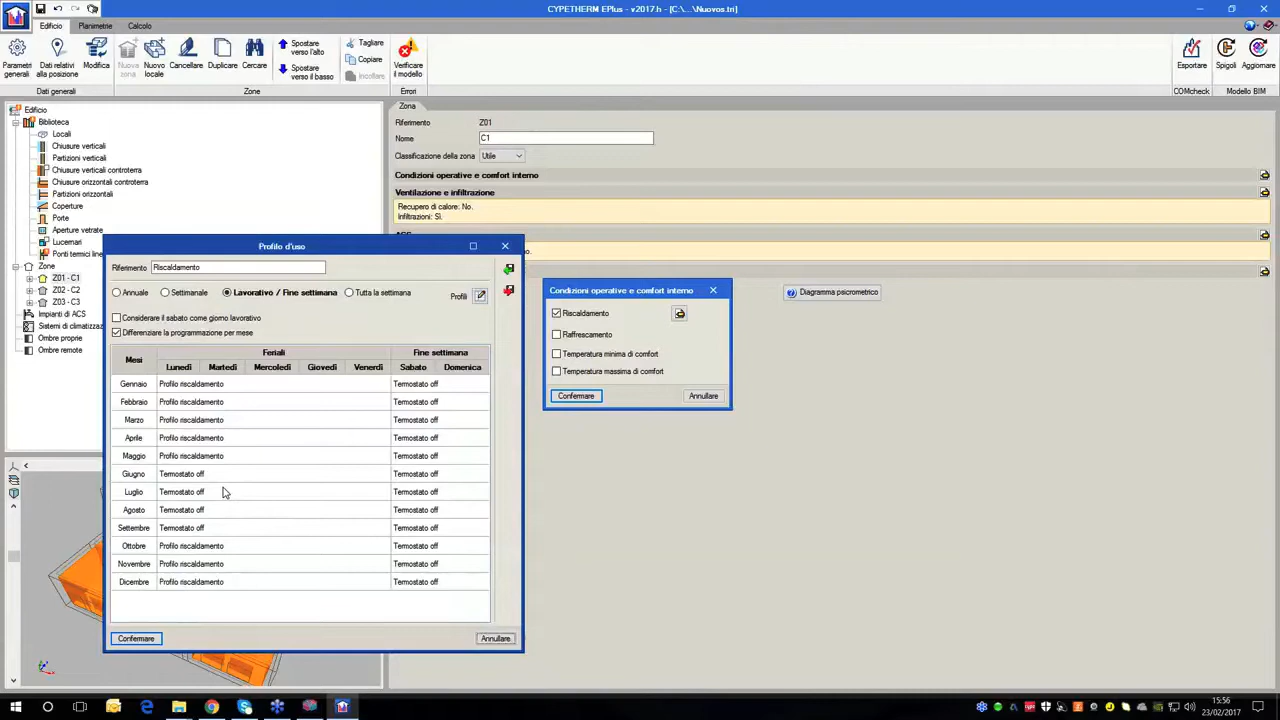 CYPETHERM EPlus - v2017.h - [C:\...\Nuovos.tri]
Edificio Planimetrie Calcolo
Parametri generali
Dati relativi alla posizione
Modifica
Nuova zona
Nuovo locale
Cancellare
Duplicare
Cercare
Spostare verso l'alto
Spostare verso il basso
Tagliare
Copiare
Incollare
Verificare il modello
Esportare
Spigoli
Aggiornare
Dati generali
Zone
Errori
COMcheck
Modello BIM
Edificio
Biblioteca
Locali
Chiusure verticali
Partizioni verticali
Chiusure verticali controterra
Chiusure orizzontali controterra
Partizioni orizzontali
Coperture
Porte
Aperture vetrate
Lucernari
Ponti termici line
Zone
Z01 - C1
Z02 - C2
Z03 - C3
Impianti di ACS
Sistemi di climatizzaz
Ombre proprie
Ombre remote
Zona
Riferimento Z01
Nome C1
Classificazione della zona Utile
Condizioni operative e comfort interno
Ventilazione e infiltrazione
Recupero di calore: No.
Infiltrazioni: Sì.
Diagramma psicrometrico
Profilo d'uso
Riferimento Riscaldamento
Annuale Settimanale Lavorativo / Fine settimana Tutta la settimana
Profili
Considerare il sabato come giorno lavorativo
Differenziare la programmazione per mese
Mesi Feriali Fine settimana
Lunedì Martedì Mercoledì Giovedì Venerdì Sabato Domenica
Gennaio Profilo riscaldamento Termostato off
Febbraio Profilo riscaldamento Termostato off
Marzo Profilo riscaldamento Termostato off
Aprile Profilo riscaldamento Termostato off
Maggio Profilo riscaldamento Termostato off
Giugno Termostato off Termostato off
Luglio Termostato off Termostato off
Agosto Termostato off Termostato off
Settembre Termostato off Termostato off
Ottobre Profilo riscaldamento Termostato off
Novembre Profilo riscaldamento Termostato off
Dicembre Profilo riscaldamento Termostato off
Confermare Annullare
Condizioni operative e comfort interno
Riscaldamento
Raffrescamento
Temperatura minima di comfort
Temperatura massima di comfort
Confermare Annullare
15:56
23/02/2017